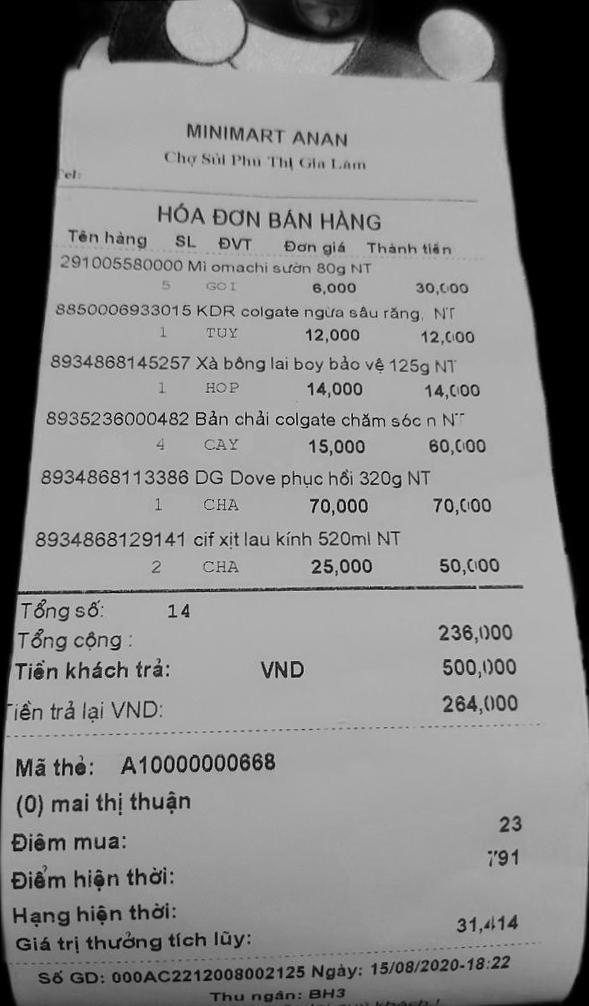 MINIMART ANAN
Chợ Sủi Phú Thị Gia Lâm
Tel:
HÓA ĐƠN BÁN HÀNG
Tên hàng SL ĐVT Đơn giá Thành tiền
291005580000 Mì omachi sườn 80g NT
5 GOI 6,000 30,000
8850006933015 KDR colgate ngừa sâu răng, NT
1 TUY 12,000 12,000
8934868145257 Xà bông lai boy bảo vệ 125g NT
1 HOP 14,000 14,000
8935236000482 Bản chải colgate chăm sóc n NT
4 CAY 15,000 60,000
8934868113386 DG Dove phục hồi 320g NT
1 CHA 70,000 70,000
8934868129141 cif xịt lau kính 520ml NT
2 CHA 25,000 50,000
Tổng số: 14
Tổng cộng : 236,000
Tiền khách trả: VND 500,000
Tiền trả lại VND: 264,000
Mã thẻ: A10000000668
(0) mai thị thuận
Điểm mua: 23
Điểm hiện thời: 791
Hạng hiện thời:
Giá trị thưởng tích lũy: 31,414
Số GD: 000AC2212008002125 Ngày: 15/08/2020-18:22
Thu ngân: BH3